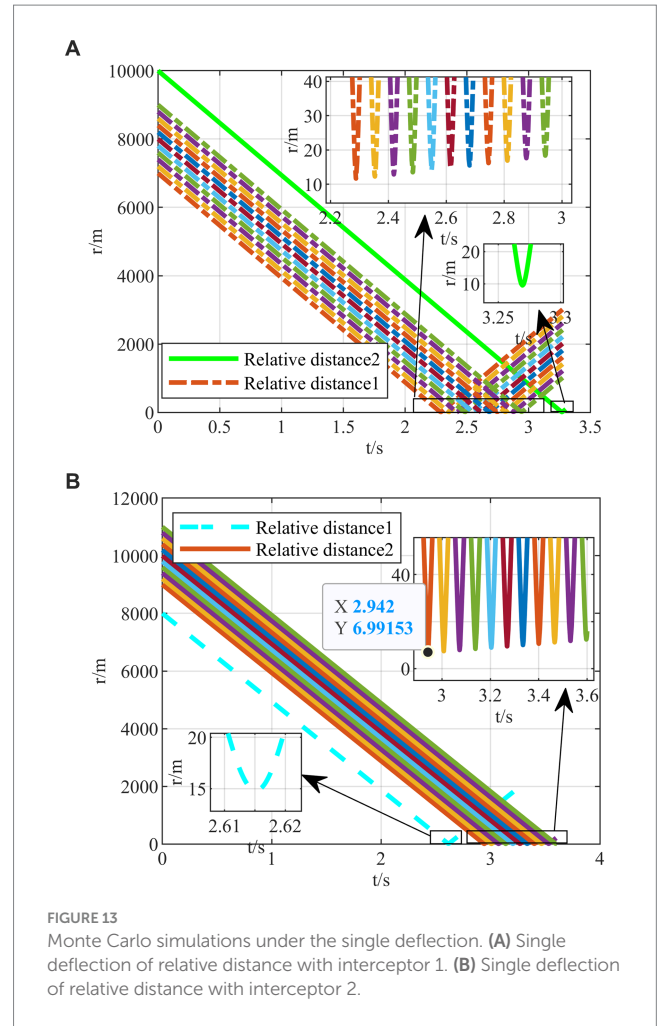 A
10000
8000
6000
4000
2000
0
r/m
0
0.5
1
1.5
2
2.5
3
3.5
t/s
Relative distance2
Relative distance1
40
30
20
10
r/m
2.2
2.4
2.6
2.8
3
t/s
20
10
r/m
3.25
3.3
t/s
B
12000
10000
8000
6000
4000
2000
0
r/m
0
1
2
3
4
t/s
Relative distance1
Relative distance2
X 2.942
Y 6.99153
40
0
r/m
3
3.2
3.4
3.6
t/s
20
15
r/m
2.61
2.62
t/s
FIGURE 13
Monte Carlo simulations under the single deflection. (A) Single
deflection of relative distance with interceptor 1. (B) Single deflection
of relative distance with interceptor 2.